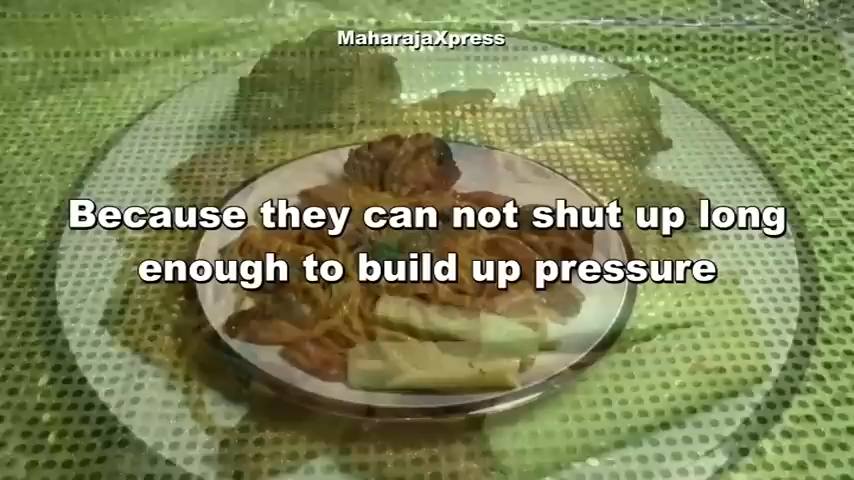 MaharajaXpress
Because they can not shut up long
enough to build up pressure